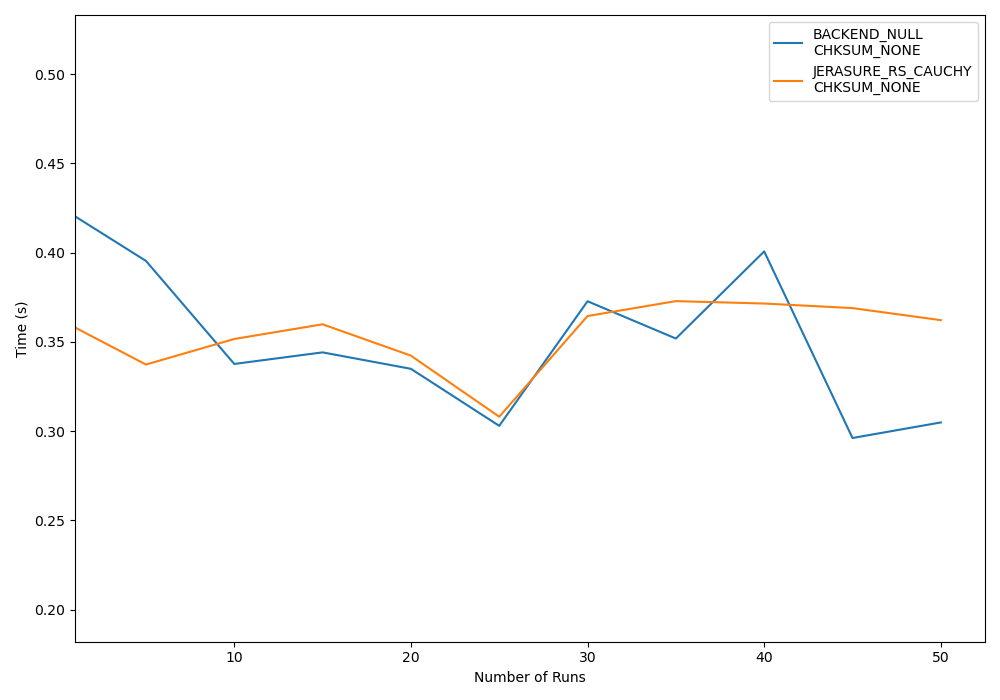 BACKEND_NULL
CHKSUM_NONE
JERASURE_RS_CAUCHY
CHKSUM_NONE
0.50
0.45
0.40
0.35
0.30
0.25
0.20
Time (s)
10 20 30 40 50
Number of Runs